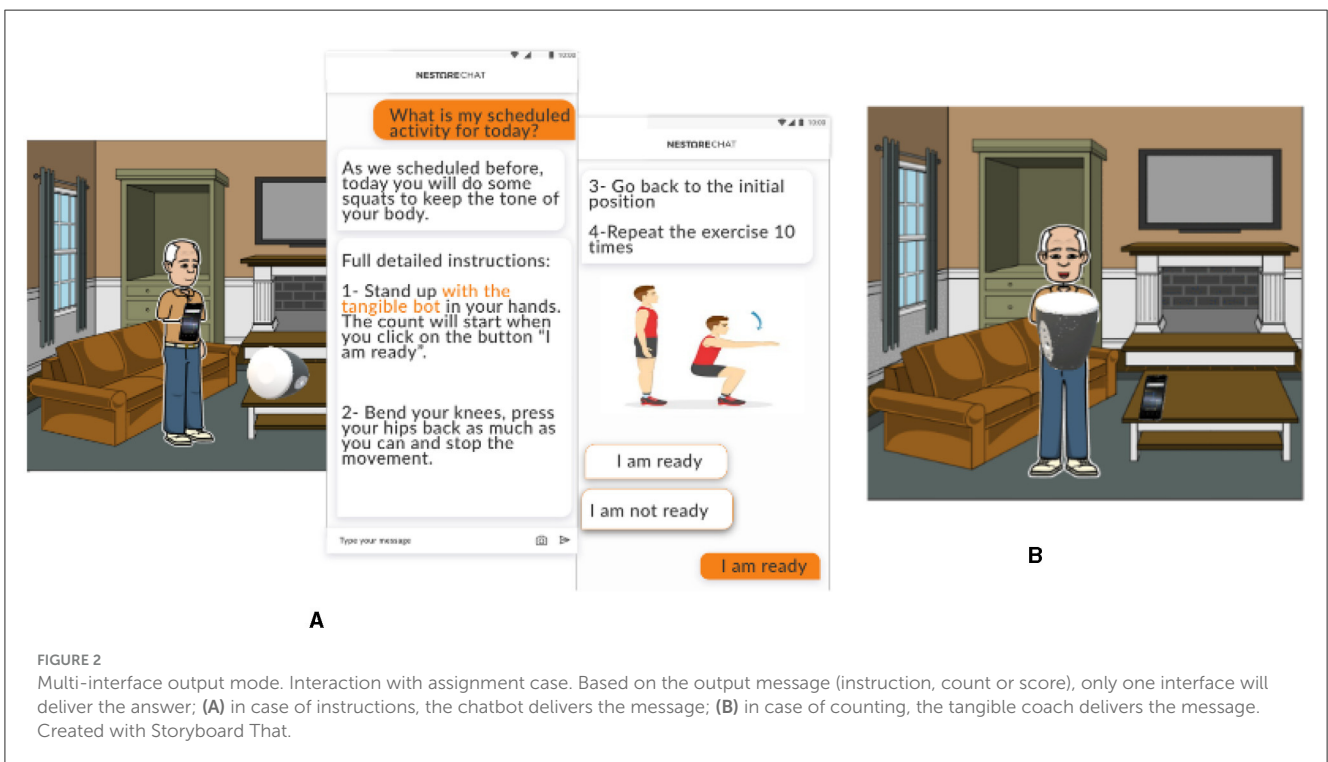 10:00
NESTORECHAT
What is my scheduled
activity for today?
As we scheduled before,
today you will do some
squats to keep the tone of
your body.
Full detailed instructions:
1- Stand up with the
tangible bot in your hands.
The count will start when
you click on the button "I
am ready".
2- Bend your knees, press
your hips back as much as
you can and stop the
movement.
Type your message
10:00
NESTORECHAT
3- Go back to the initial
position
4-Repeat the exercise 10
times
I am ready
I am not ready
I am ready
A
B
FIGURE 2
Multi-interface output mode. Interaction with assignment case. Based on the output message (instruction, count or score), only one interface will
deliver the answer; (A) in case of instructions, the chatbot delivers the message; (B) in case of counting, the tangible coach delivers the message.
Created with Storyboard That.